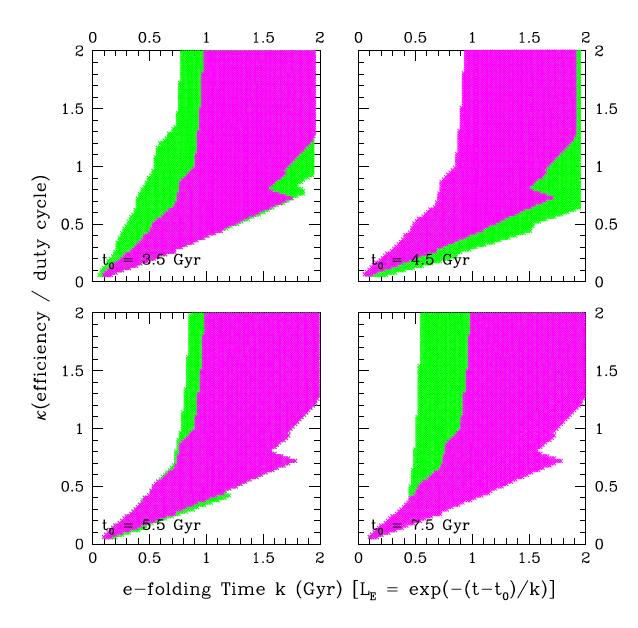 0 0.5 1 1.5 2 0 0.5 1 1.5 2
2 2
1.5 1.5
1 1
0.5 0.5
t0 = 3.5 Gyr t0 = 4.5 Gyr
0 0
2 2
1.5 1.5
1 1
0.5 0.5
t0 = 5.5 Gyr t0 = 7.5 Gyr
0 0
0 0.5 1 1.5 2 0 0.5 1 1.5 2
κ(efficiency / duty cycle)
e-folding Time k (Gyr) [LE = exp(-(t-t0)/k)]